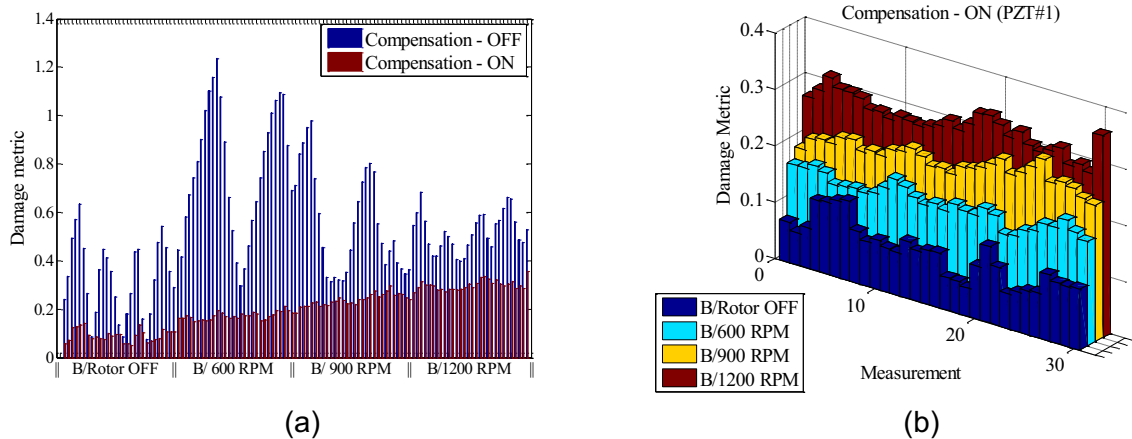 1.4
1.2
1
0.8
0.6
0.4
0.2
0
Damage metric
Compensation - OFF
Compensation - ON
B/Rotor OFF
B/ 600 RPM
B/ 900 RPM
B/1200 RPM
(a)
Compensation - ON (PZT#1)
0.4
0.3
0.2
0.1
0
Damage Metric
0
10
20
30
Measurement
B/Rotor OFF
B/600 RPM
B/900 RPM
B/1200 RPM
(b)